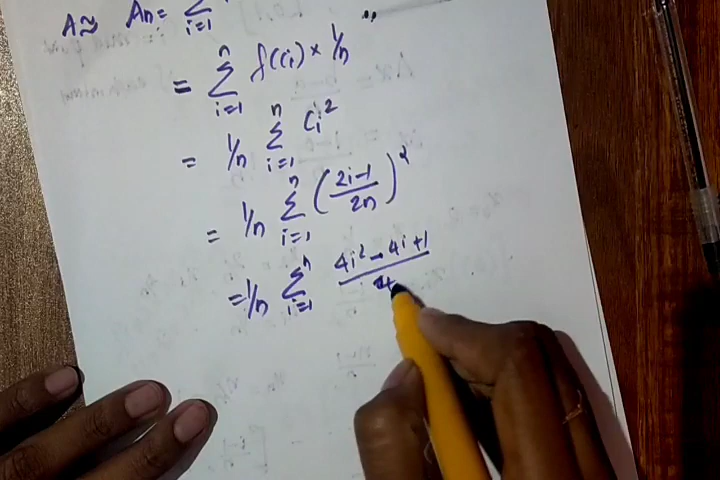 A ≈ An = Σ i=1
= Σ i=1 n f(ci) × 1/n
= 1/n Σ i=1 n ci²
= 1/n Σ i=1 n ((2i-1)/2n)²
= 1/n Σ i=1 n (4i² - 4i + 1)/4